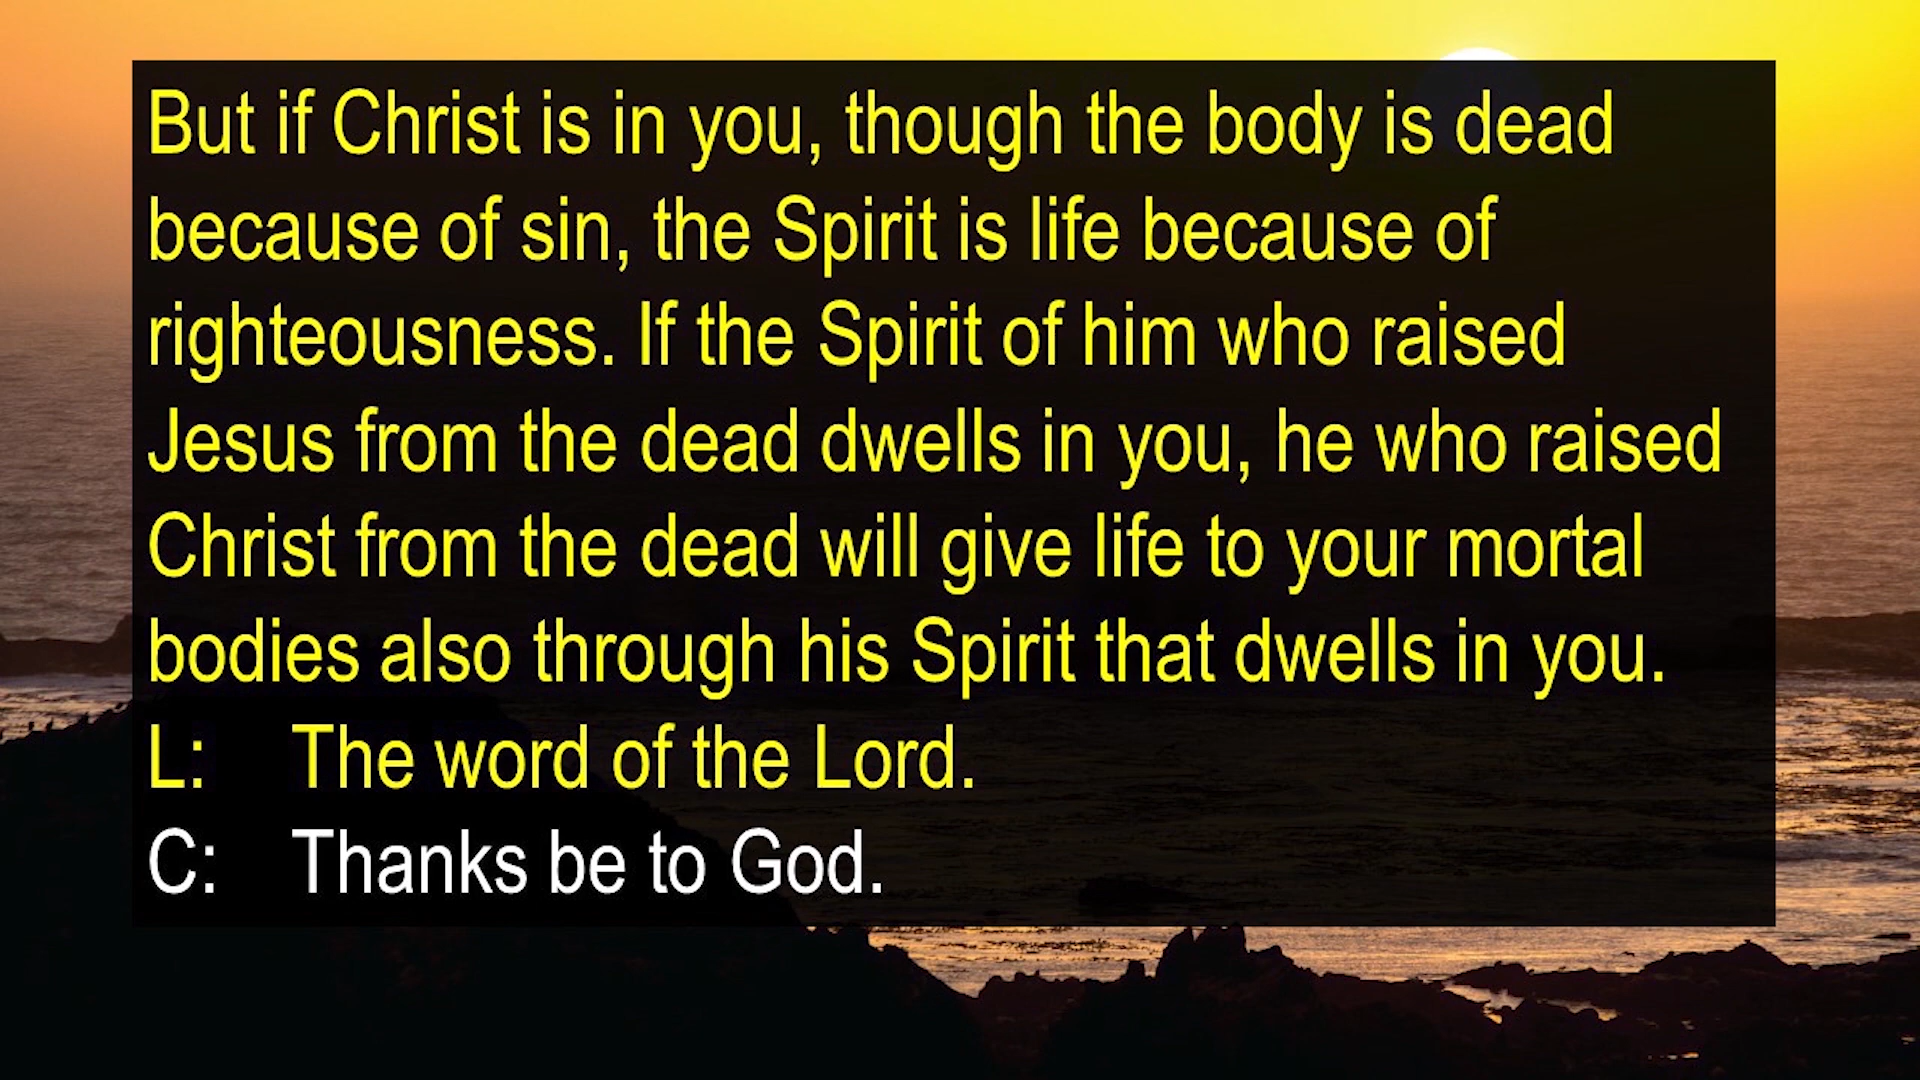 But if Christ is in you, though the body is dead
because of sin, the Spirit is life because of
righteousness. If the Spirit of him who raised
Jesus from the dead dwells in you, he who raised
Christ from the dead will give life to your mortal
bodies also through his Spirit that dwells in you.
L: The word of the Lord.
C: Thanks be to God.